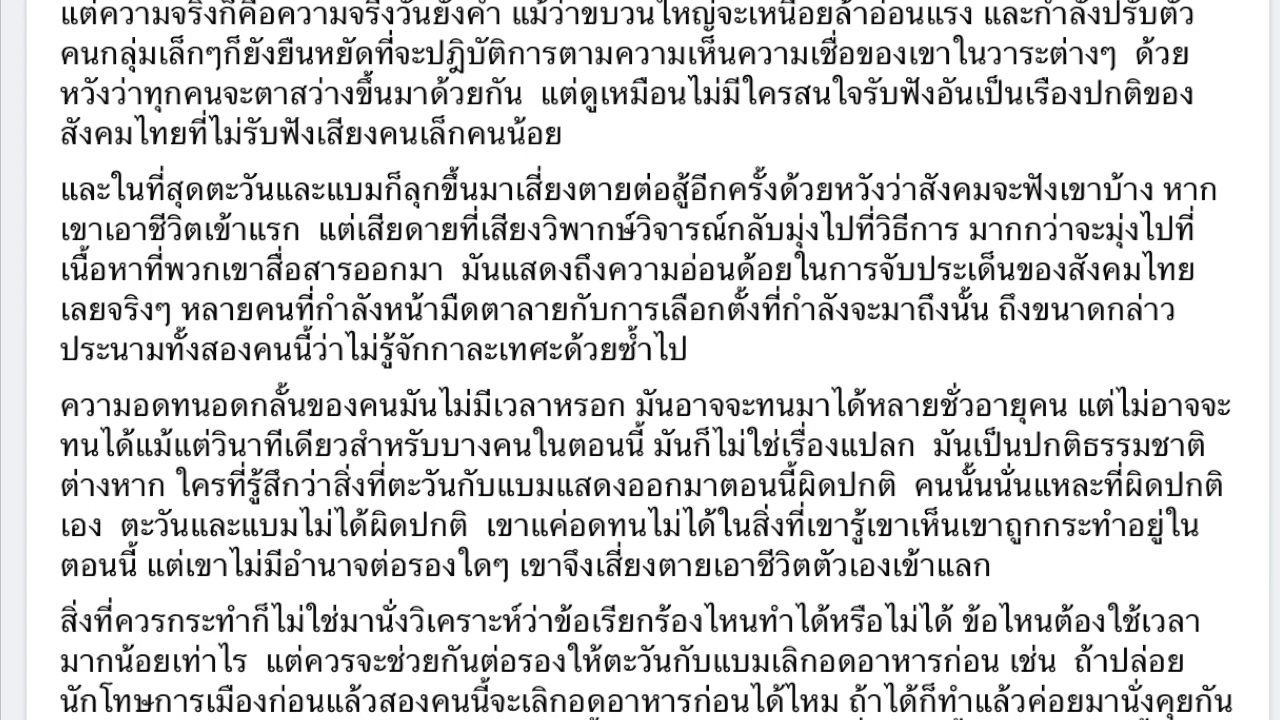 แต่ความจริงก็คือความจริงวันยังค่ำ แม้ว่าขบวนใหญ่จะเหนื่อยล้าอ่อนแรง และกำลังปรับตัว
คนกลุ่มเล็กๆก็ยังยืนหยัดที่จะปฎิบัติการตามความเห็นความเชื่อของเขาในวาระต่างๆ ด้วย
หวังว่าทุกคนจะตาสว่างขึ้นมาด้วยกัน แต่ดูเหมือนไม่มีใครสนใจรับฟังอันเป็นเรืองปกติของ
สังคมไทยที่ไม่รับฟังเสียงคนเล็กคนน้อย
และในที่สุดตะวันและแบมก็ลุกขึ้นมาเสี่ยงตายต่อสู้อีกครั้งด้วยหวังว่าสังคมจะฟังเขาบ้าง หาก
เขาเอาชีวิตเข้าแรก แต่เสียดายที่เสียงวิพากษ์วิจารณ์กลับมุ่งไปที่วิธีการ มากกว่าจะมุ่งไปที่
เนื้อหาที่พวกเขาสื่อสารออกมา มันแสดงถึงความอ่อนด้อยในการจับประเด็นของสังคมไทย
เลยจริงๆ หลายคนที่กำลังหน้ามืดตาลายกับการเลือกตั้งที่กำลังจะมาถึงนั้น ถึงขนาดกล่าว
ประนามทั้งสองคนนี้ว่าไม่รู้จักกาละเทศะด้วยซ้ำไป
ความอดทนอดกลั้นของคนมันไม่มีเวลาหรอก มันอาจจะทนมาได้หลายชั่วอายุคน แต่ไม่อาจจะ
ทนได้แม้แต่วินาทีเดียวสำหรับบางคนในตอนนี้ มันก็ไม่ใช่เรื่องแปลก มันเป็นปกติธรรมชาติ
ต่างหาก ใครที่รู้สึกว่าสิ่งที่ตะวันกับแบมแสดงออกมาตอนนี้ผิดปกติ คนนั้นนั่นแหละที่ผิดปกติ
เอง ตะวันและแบมไม่ได้ผิดปกติ เขาแค่อดทนไม่ได้ในสิ่งที่เขารู้เขาเห็นเขาถูกกระทำอยู่ใน
ตอนนี้ แต่เขาไม่มีอำนาจต่อรองใดๆ เขาจึงเสี่ยงตายเอาชีวิตตัวเองเข้าแลก
สิ่งที่ควรกระทำก็ไม่ใช่มานั่งวิเคราะห์ว่าข้อเรียกร้องไหนทำได้หรือไม่ได้ ข้อไหนต้องใช้เวลา
มากน้อยเท่าไร แต่ควรจะช่วยกันต่อรองให้ตะวันกับแบมเลิกอดอาหารก่อน เช่น ถ้าปล่อย
นักโทษการเมืองก่อนแล้วสองคนนี้จะเลิกอดอาหารก่อนได้ไหม ถ้าได้ก็ทำแล้วค่อยมานั่งคุยกัน